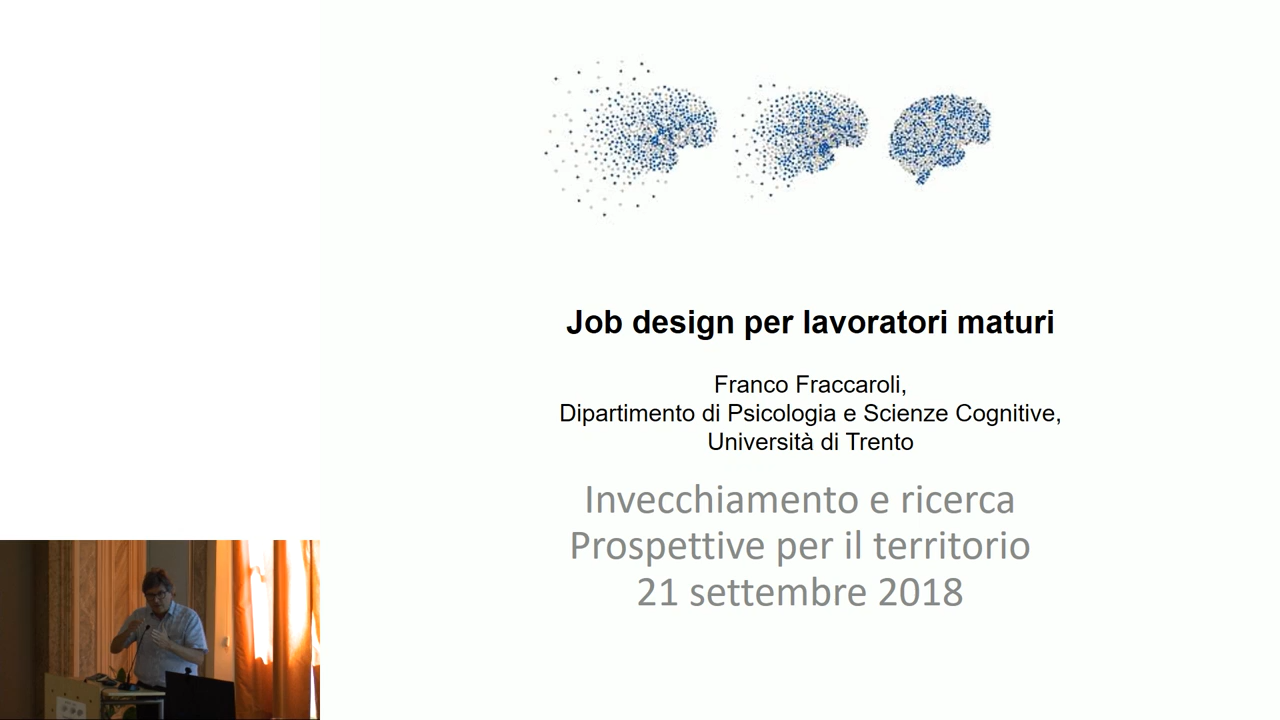 Job design per lavoratori maturi
Franco Fraccaroli,
Dipartimento di Psicologia e Scienze Cognitive,
Università di Trento
Invecchiamento e ricerca
Prospettive per il territorio
21 settembre 2018